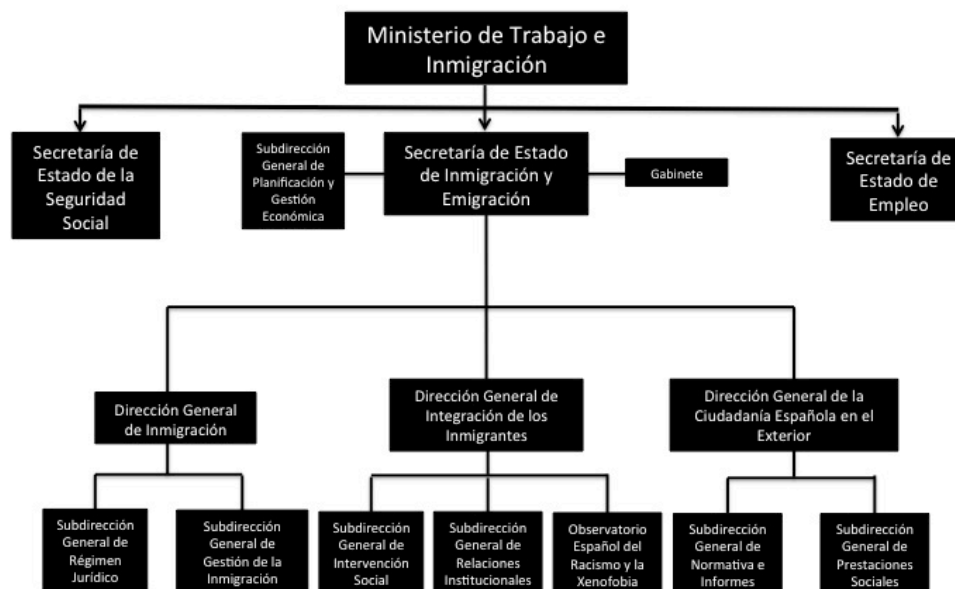 Ministerio de Trabajo e
Inmigración
Secretaría de
Estado de la
Seguridad
Social
Subdirección
General de
Planificación y
Gestión
Económica
Secretaría de Estado
de Inmigración y
Emigración
Gabinete
Secretaría de
Estado de
Empleo
Dirección General
de Inmigración
Dirección General de
Integración de los
Inmigrantes
Dirección General de la
Ciudadanía Española en el
Exterior
Subdirección
General de
Régimen
Jurídico
Subdirección
General de
Gestión de la
Inmigración
Subdirección
General de
Intervención
Social
Subdirección
General de
Relaciones
Institucionales
Observatorio
Español del
Racismo y la
Xenofobia
Subdirección
General de
Normativa e
Informes
Subdirección
General de
Prestaciones
Sociales